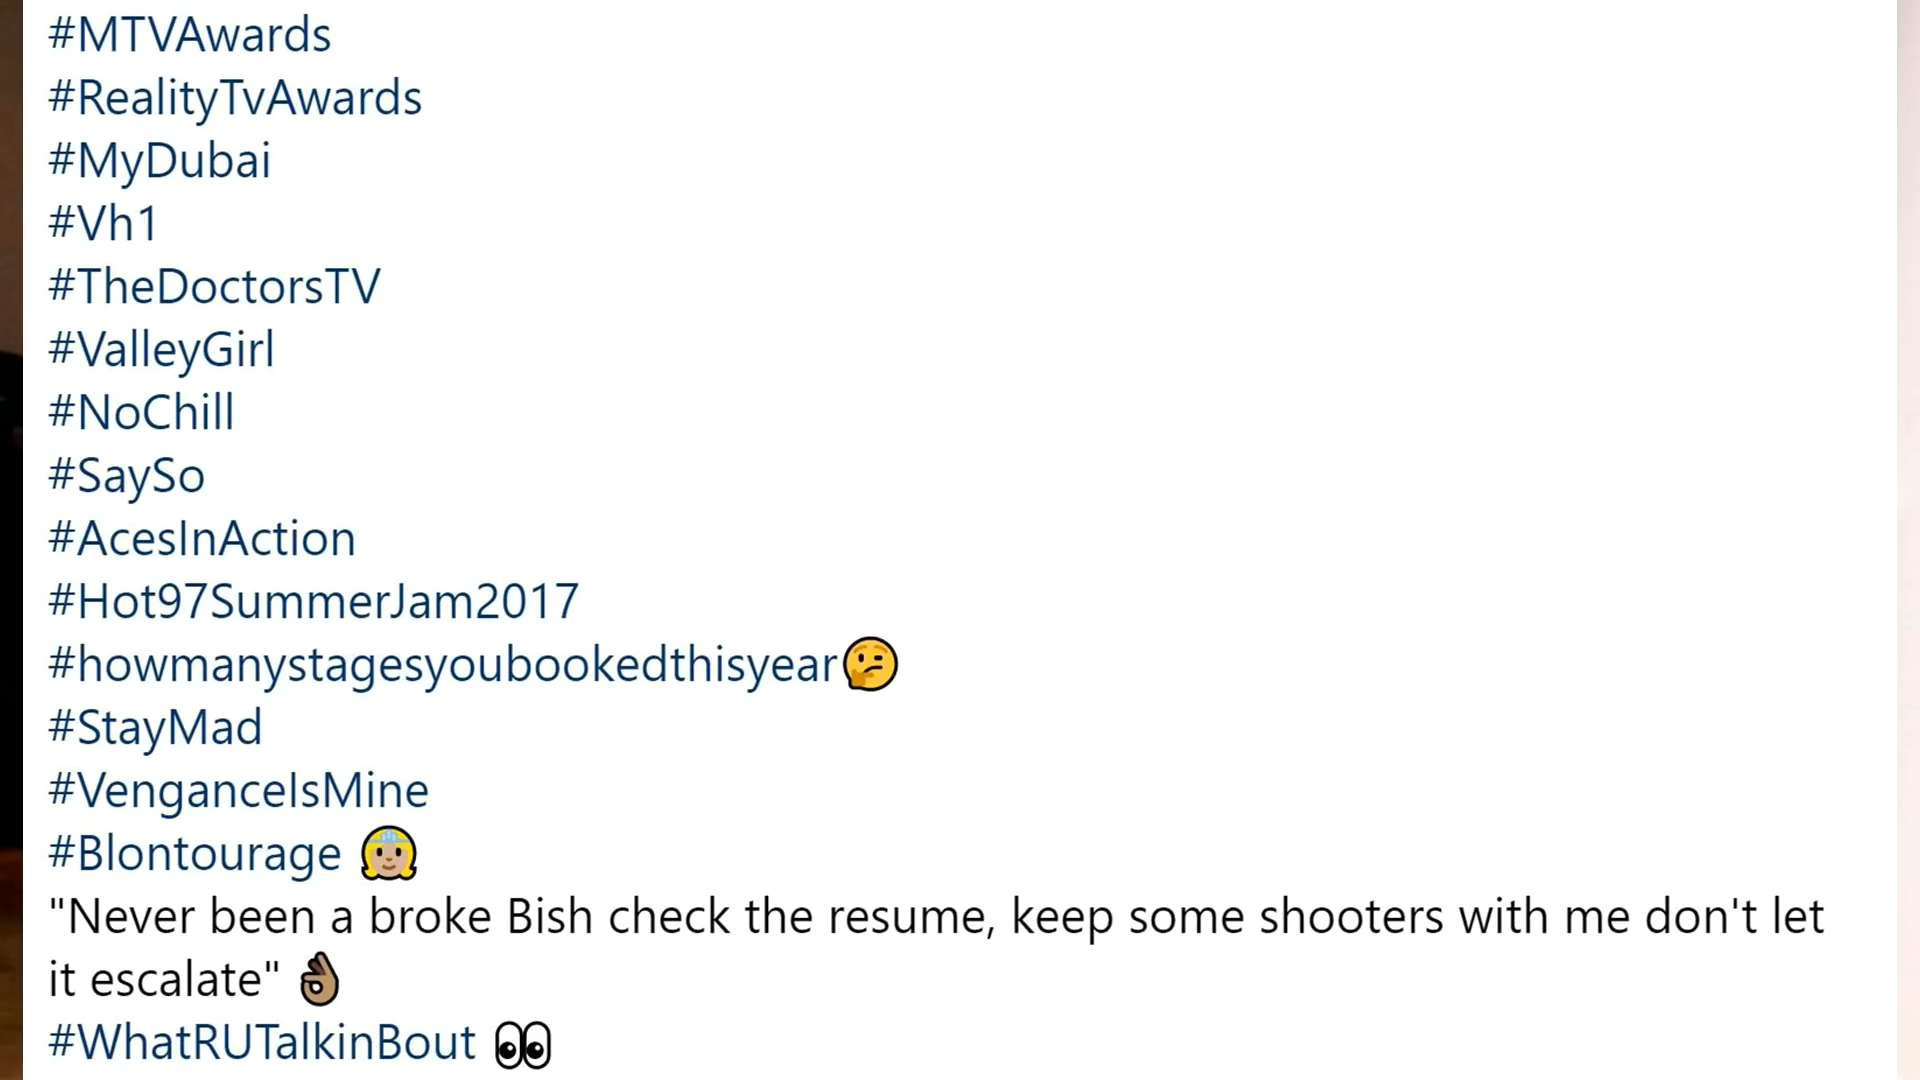 #MTVAwards
#RealityTvAwards
#MyDubai
#Vh1
#TheDoctorsTV
#ValleyGirl
#NoChill
#SaySo
#AcesInAction
#Hot97SummerJam2017
#howmanystagesyoubookedthisyear🤔
#StayMad
#VenganceIsMine
#Blontourage 👸🏼
"Never been a broke Bish check the resume, keep some shooters with me don't let
it escalate" 👌🏽
#WhatRUTalkinBout 👀